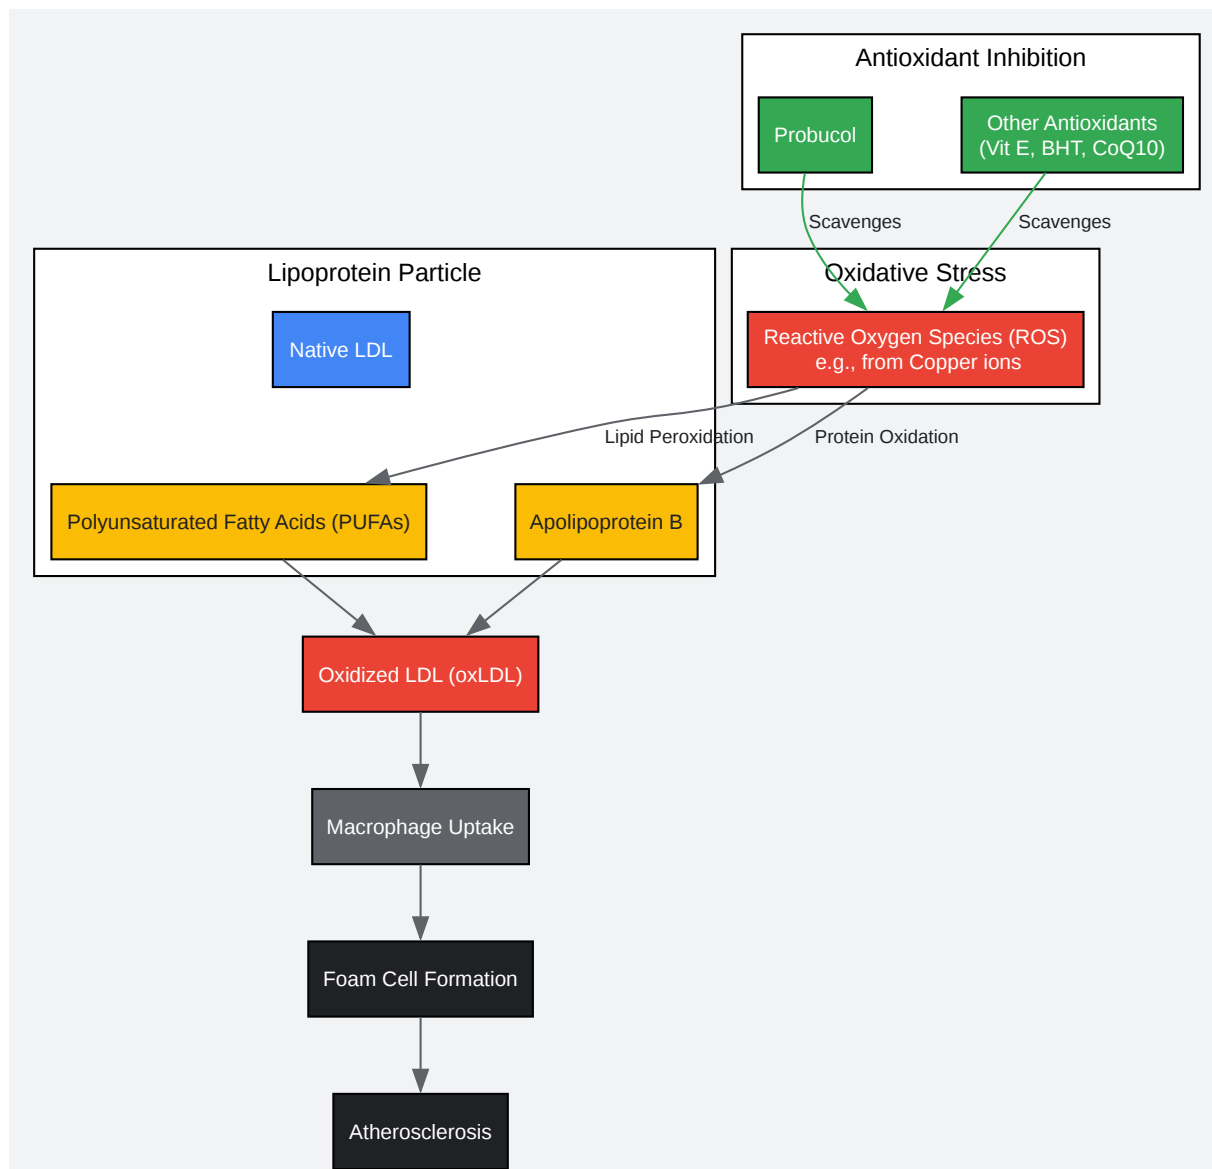 Antioxidant Inhibition
Probucol
Other Antioxidants
(Vit E, BHT, CoQ10)
Scavenges
Scavenges
Lipoprotein Particle
Oxidative Stress
Native LDL
Reactive Oxygen Species (ROS)
e.g., from Copper ions
Lipid Peroxidation
Protein Oxidation
Polyunsaturated Fatty Acids (PUFAs)
Apolipoprotein B
Oxidized LDL (oxLDL)
Macrophage Uptake
Foam Cell Formation
Atherosclerosis